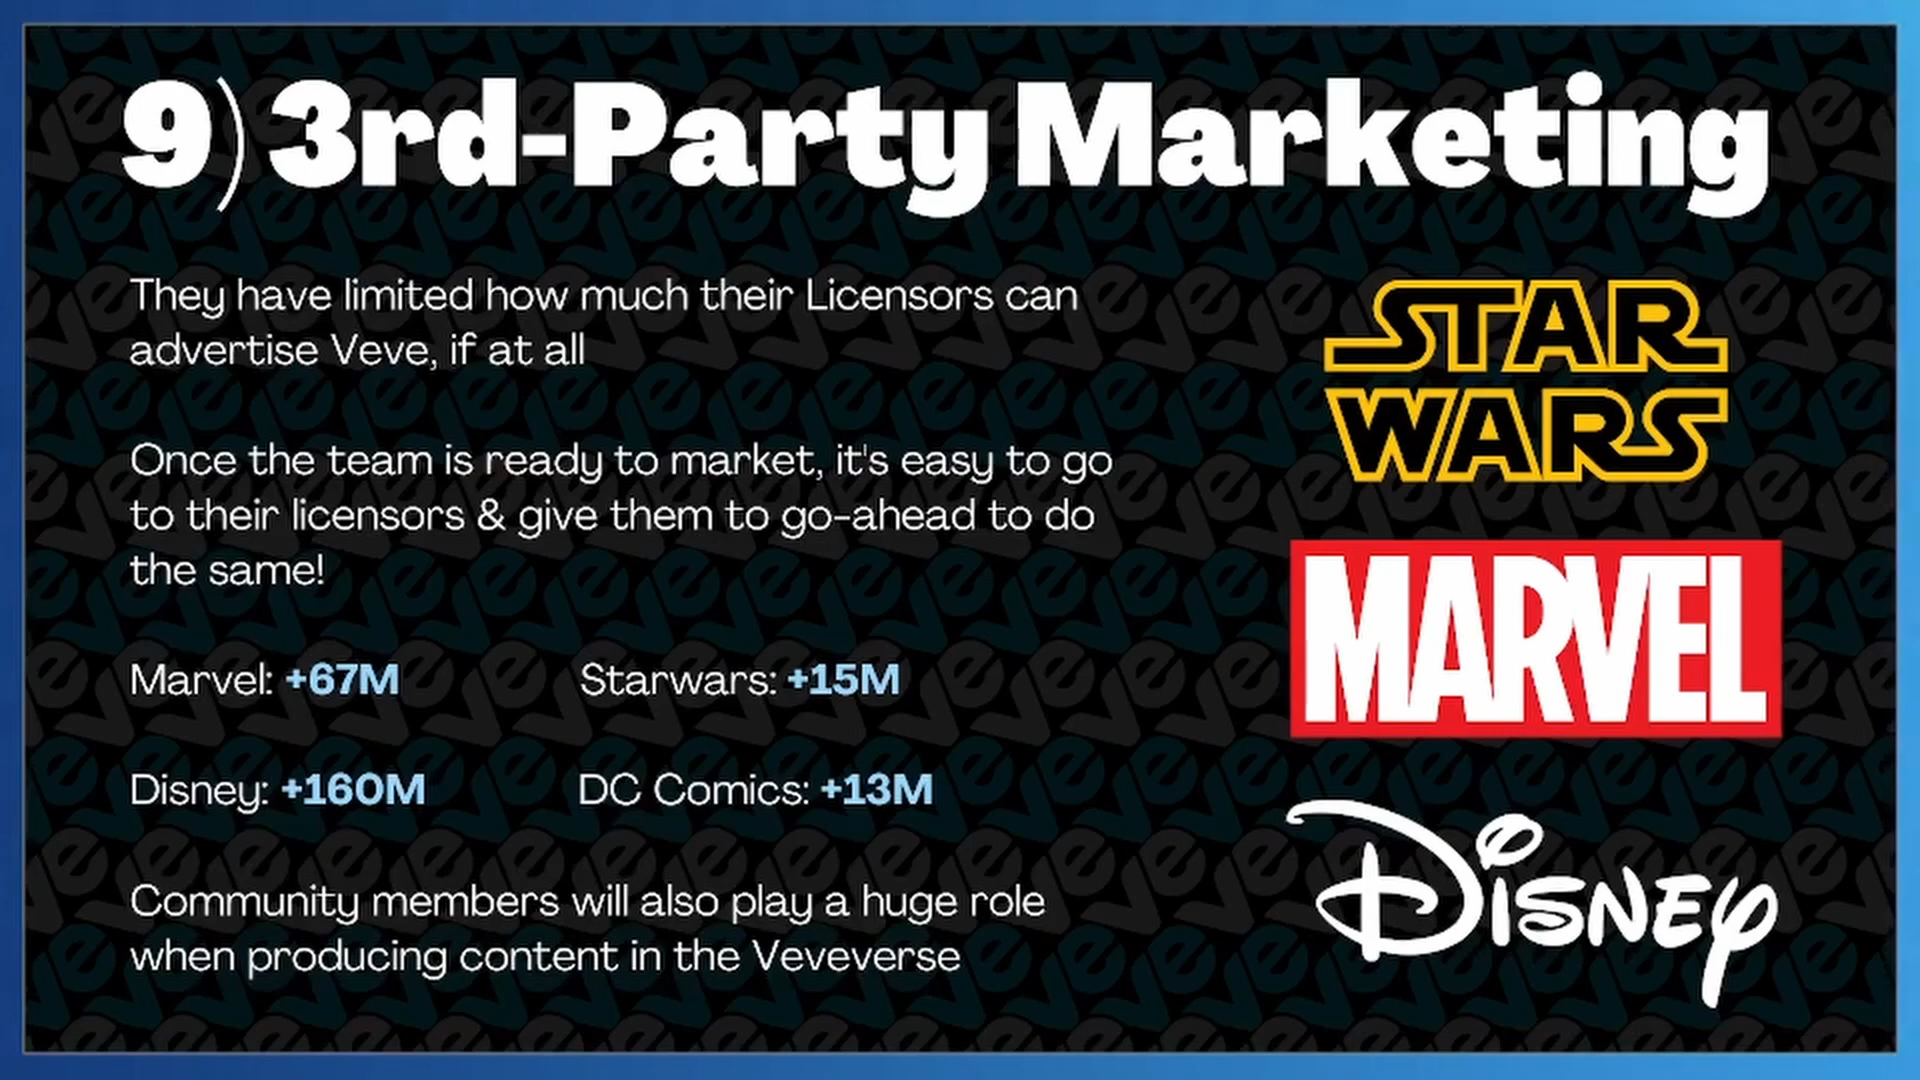 9) 3rd-Party Marketing
They have limited how much their Licensors can
advertise Veve, if at all
Once the team is ready to market, it's easy to go
to their licensors & give them to go-ahead to do
the same!
Marvel: +67M
Starwars: +15M
Disney: +160M
DC Comics: +13M
Community members will also play a huge role
when producing content in the Veveverse
STAR
WARS
MARVEL
Disney